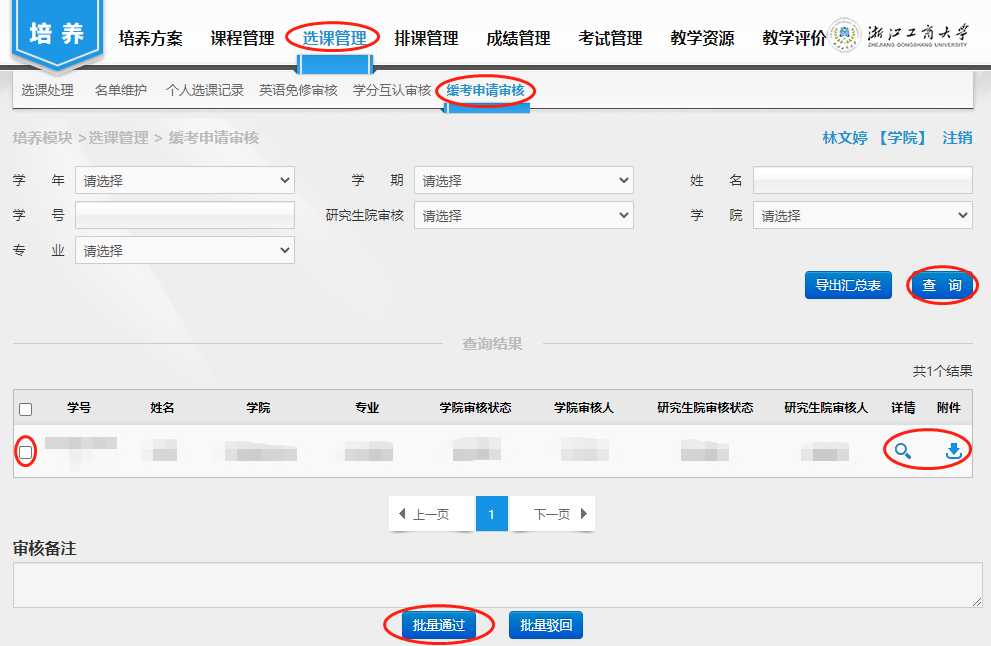 培养
培养方案 课程管理 选课管理 排课管理 成绩管理 考试管理 教学资源 教学评价 浙江工商大学
ZHEJIANG GONGSHANG UNIVERSITY
选课处理 名单维护 个人选课记录 英语免修审核 学分互认审核 缓考申请审核
培养模块 >选课管理 > 缓考申请审核 林文婷 【学院】 注销
学 年 请选择 学 期 请选择 姓 名
学 号 研究生院审核 请选择 学 院 请选择
专 业 请选择
导出汇总表 查 询
查询结果
共1个结果
学号 姓名 学院 专业 学院审核状态 学院审核人 研究生院审核状态 研究生院审核人 详情 附件
上一页 1 下一页
审核备注
批量通过 批量驳回